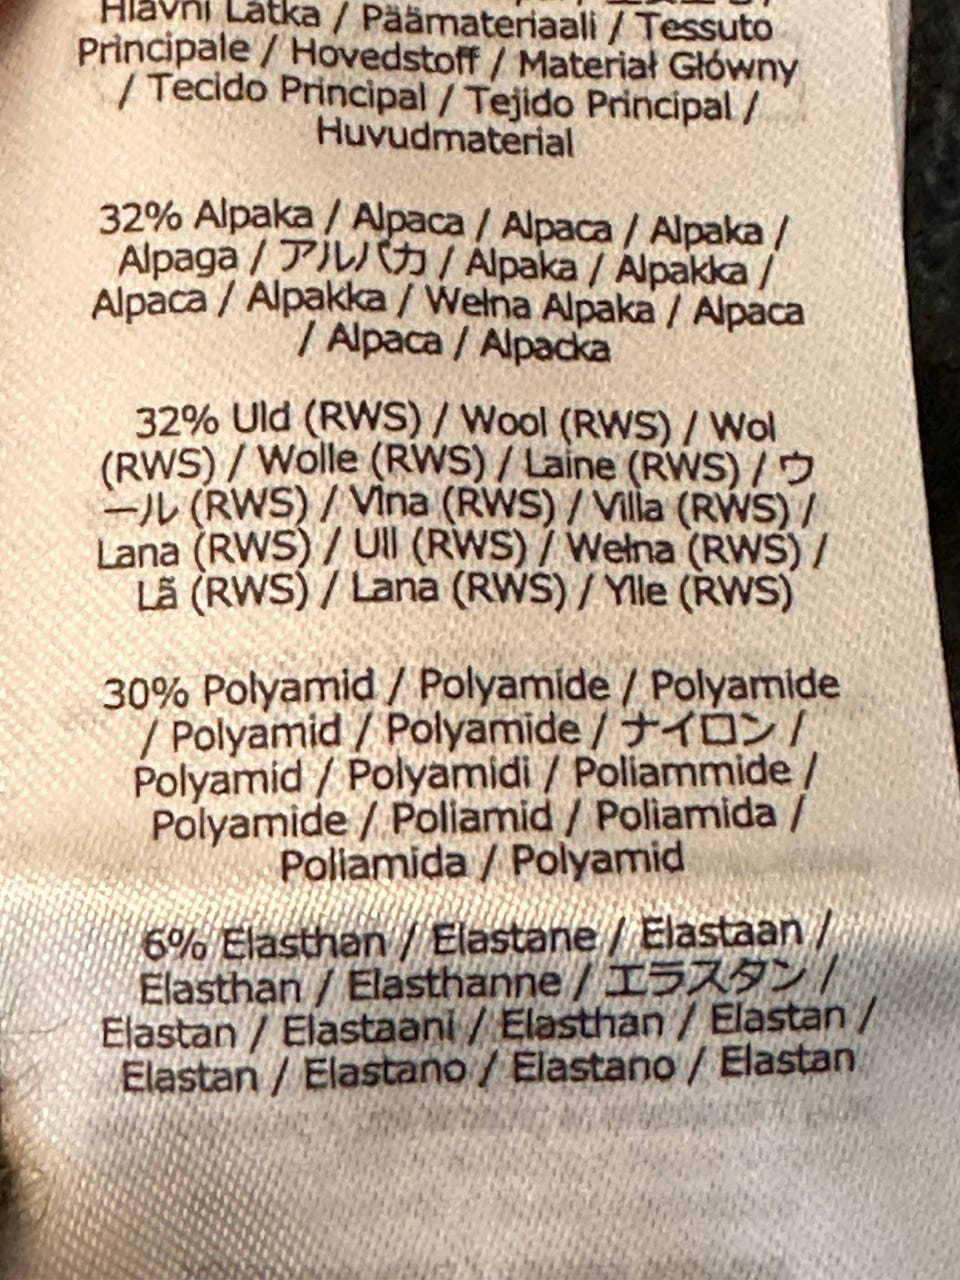 Hlavní Látka / Päämateriaali / Tessuto
Principale / Hovedstoff / Materiał Główny
/ Tecido Principal / Tejido Principal /
Huvudmaterial
32% Alpaka / Alpaca / Alpaca / Alpaka /
Alpaga / アルパカ / Alpaka / Alpakka /
Alpaca / Alpakka / Wełna Alpaka / Alpaca
/ Alpaca / Alpacka
32% Uld (RWS) / Wool (RWS) / Wol
(RWS) / Wolle (RWS) / Laine (RWS) / ウ
ール (RWS) / Vlna (RWS) / Villa (RWS) /
Lana (RWS) / Ull (RWS) / Wełna (RWS) /
Lã (RWS) / Lana (RWS) / Ylle (RWS)
30% Polyamid / Polyamide / Polyamide
/ Polyamid / Polyamide / ナイロン /
Polyamid / Polyamidi / Poliammide /
Polyamide / Poliamid / Poliamida /
Poliamida / Polyamid
6% Elasthan / Elastane / Elastaan /
Elasthan / Elasthanne / エラスタン /
Elastan / Elastaani / Elasthan / Elastan /
Elastan / Elastano / Elastano / Elastan